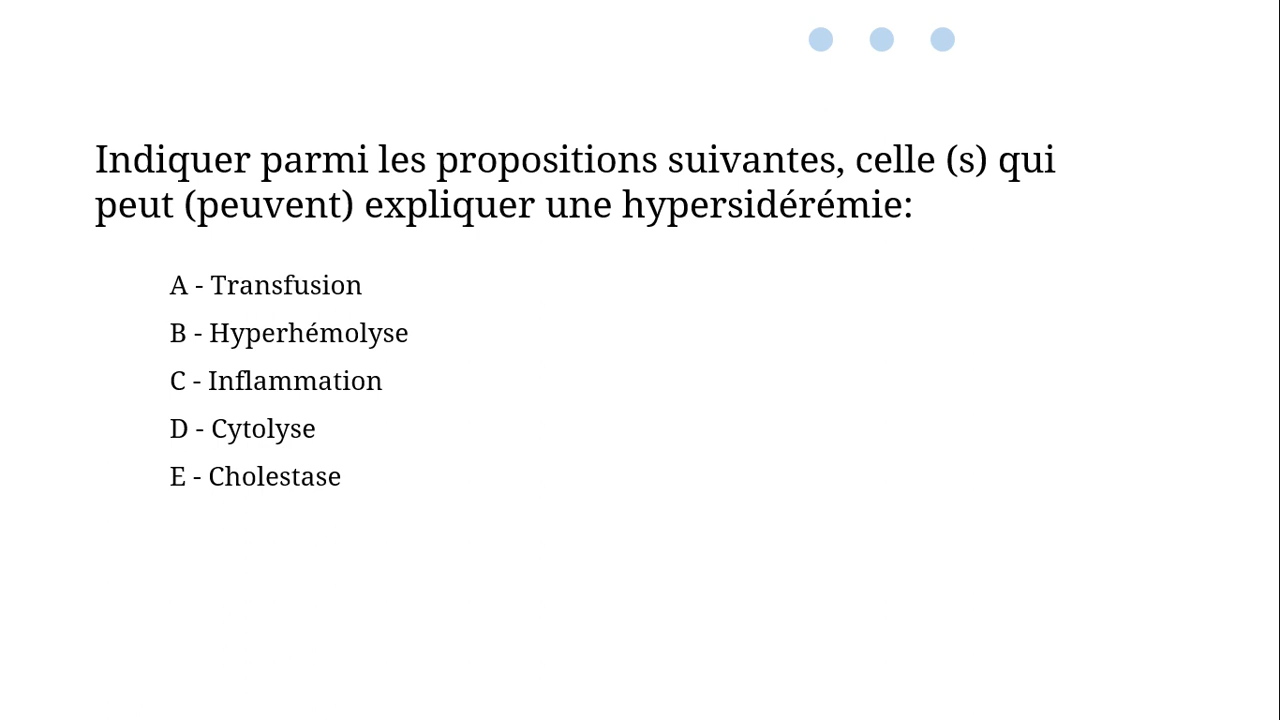 Indiquer parmi les propositions suivantes, celle (s) qui
peut (peuvent) expliquer une hypersidérémie:
A - Transfusion
B - Hyperhémolyse
C - Inflammation
D - Cytolyse
E - Cholestase